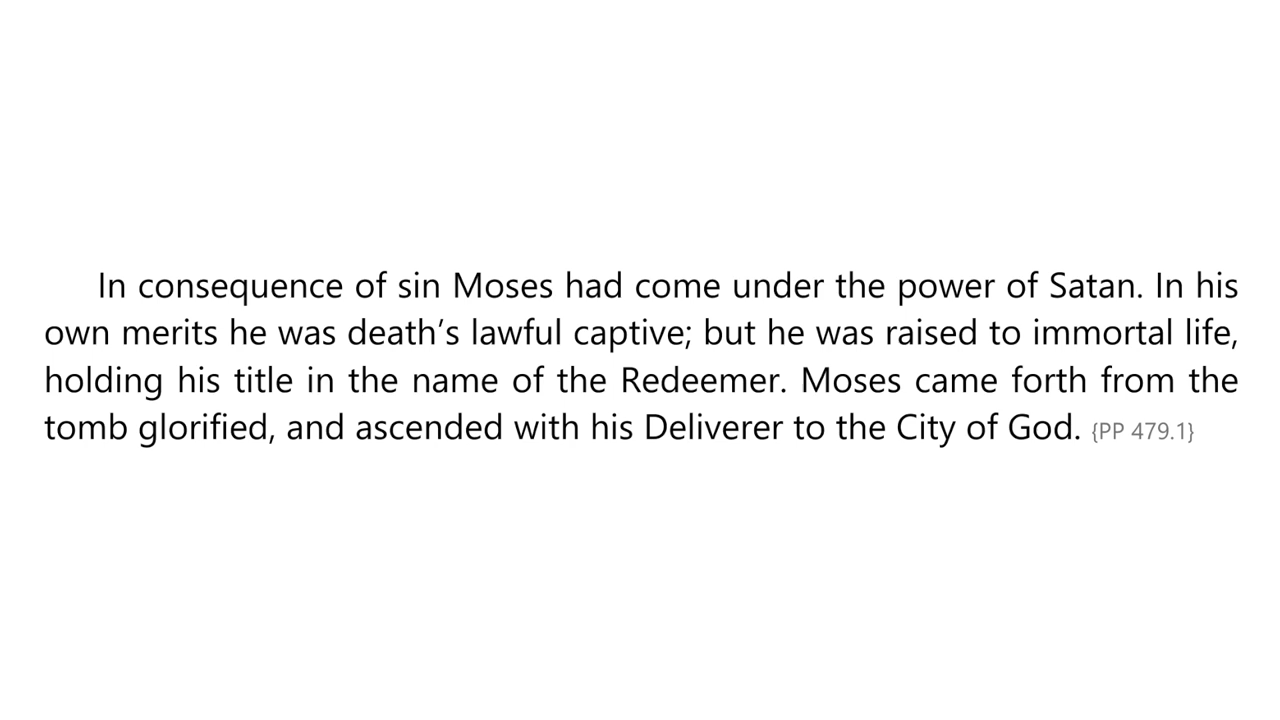 In consequence of sin Moses had come under the power of Satan. In his
own merits he was death’s lawful captive; but he was raised to immortal life,
holding his title in the name of the Redeemer. Moses came forth from the
tomb glorified, and ascended with his Deliverer to the City of God. {PP 479.1}